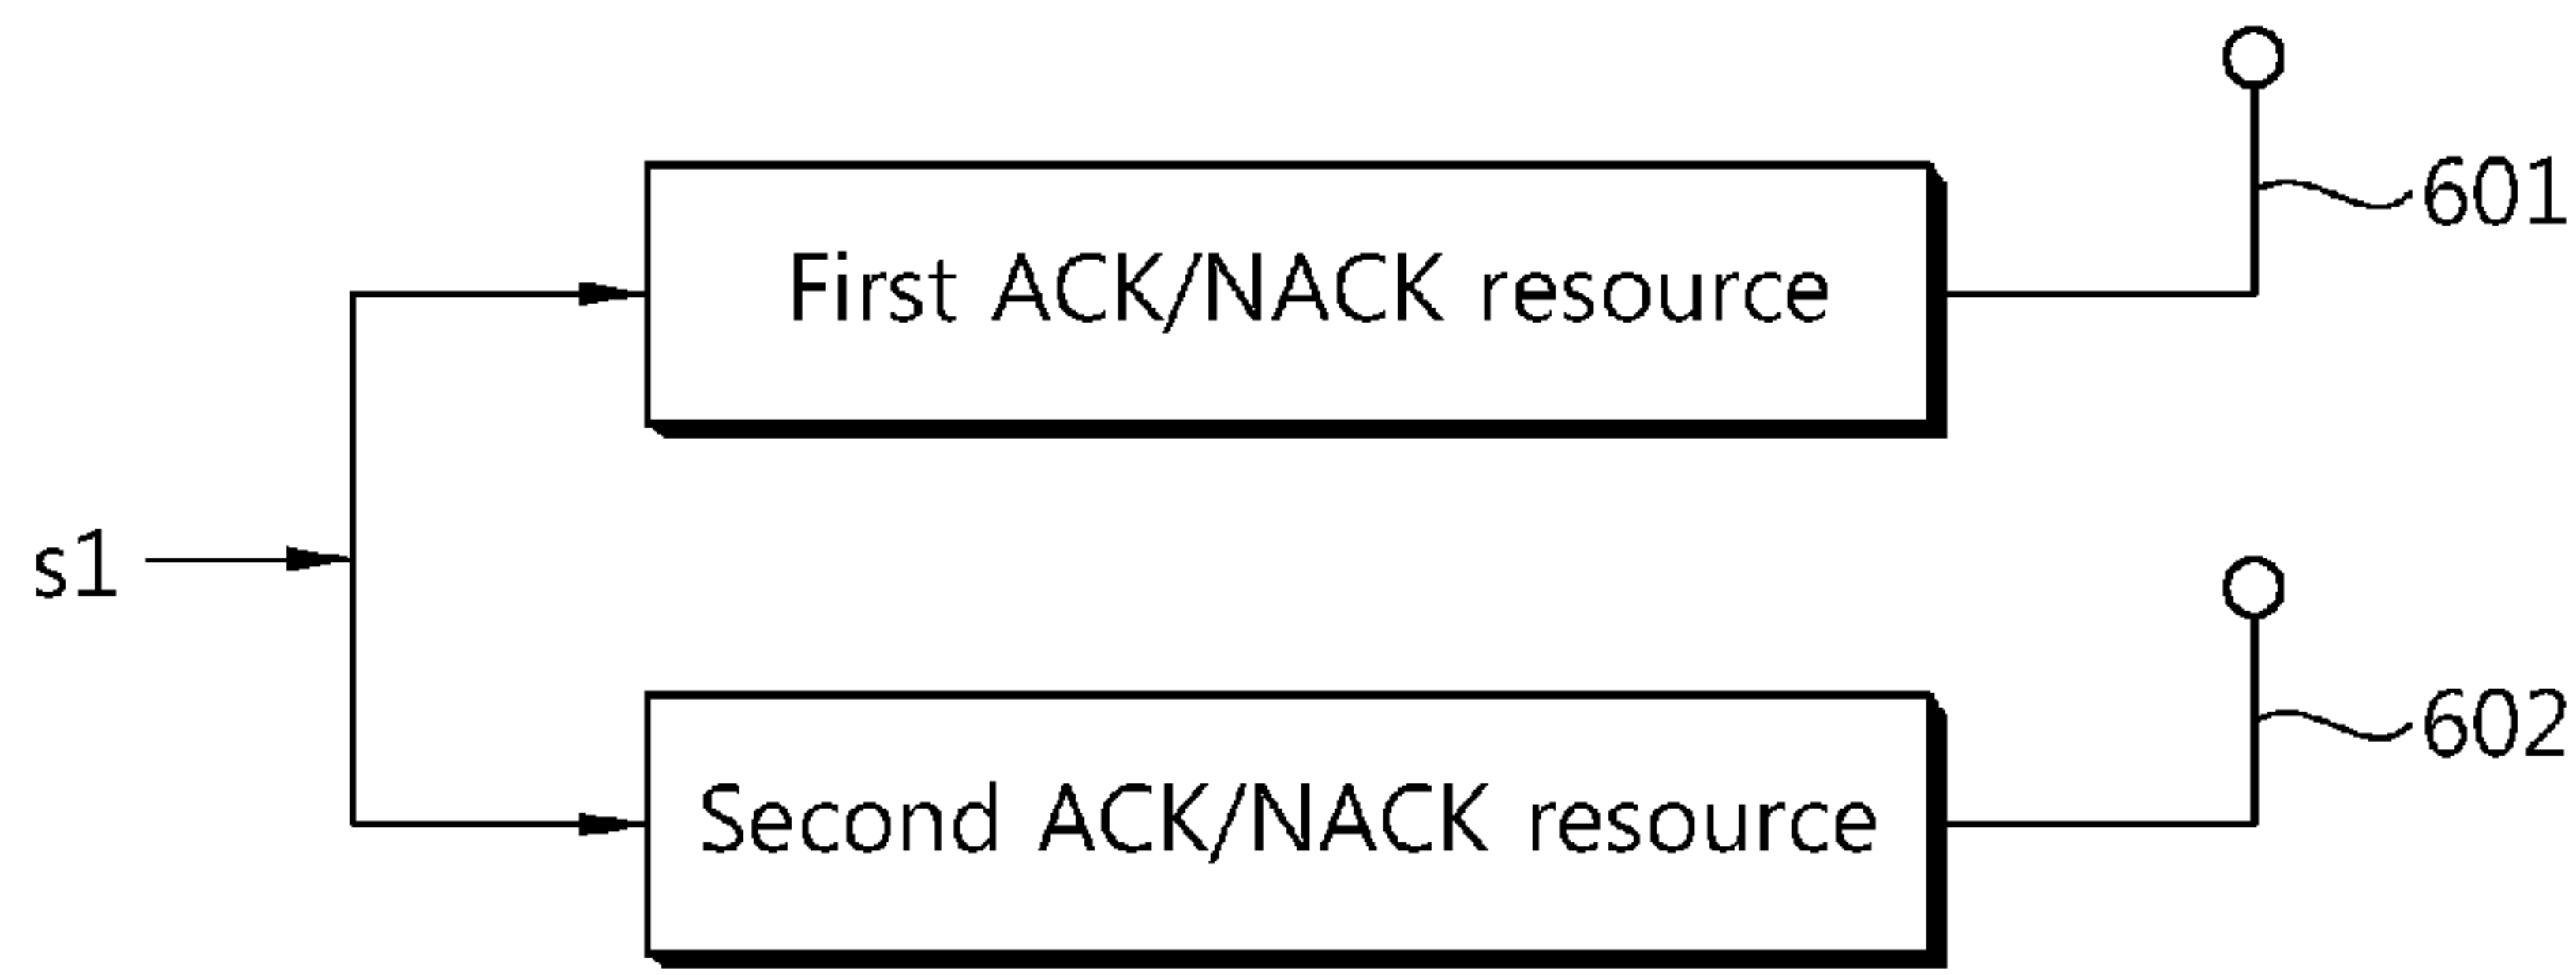 601
First ACK/NACK resource
s1
602
Second ACK/NACK resource